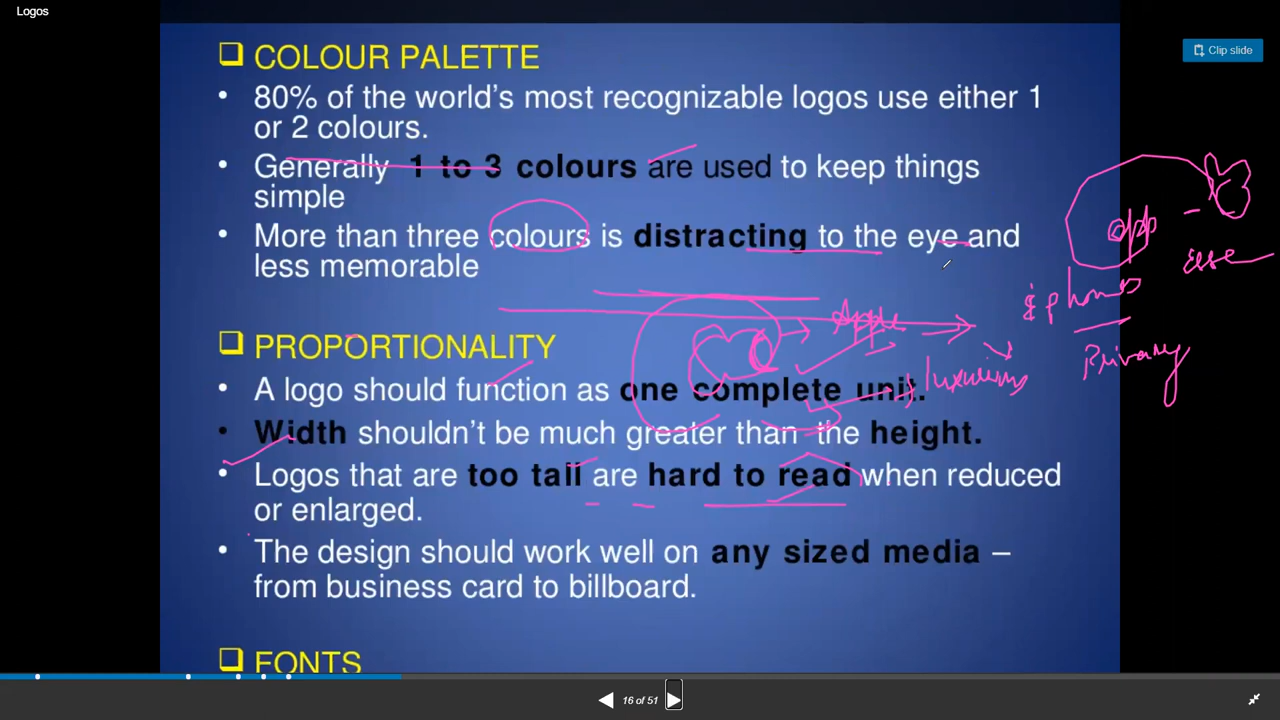 Logos
COLOUR PALETTE
Clip slide
• 80% of the world's most recognizable logos use either 1
or 2 colours.
• Generally 1 to 3 colours are used to keep things
simple
• More than three colours is distracting to the eye and
less memorable
app
phones
Apple
PROPORTIONALITY
Privacy
• A logo should function as one complete unit.
• Width shouldn't be much greater than the height.
• Logos that are too tall are hard to read when reduced
or enlarged.
• The design should work well on any sized media –
from business card to billboard.
FONTS
16 of 51